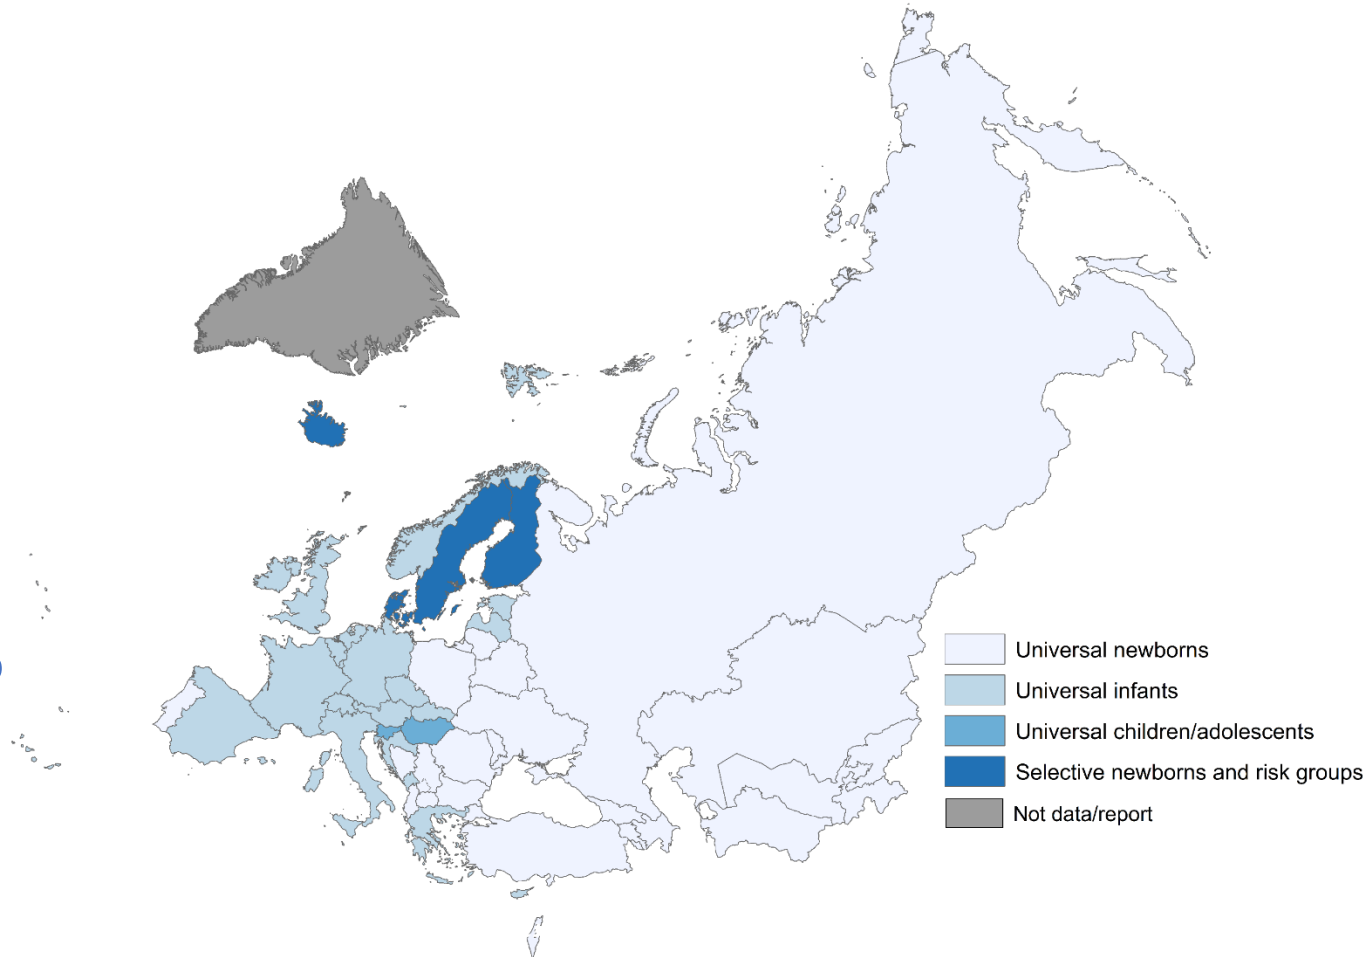 Universal newborns
Universal infants
Universal children/adolescents
Selective newborns and risk groups
Not data/report